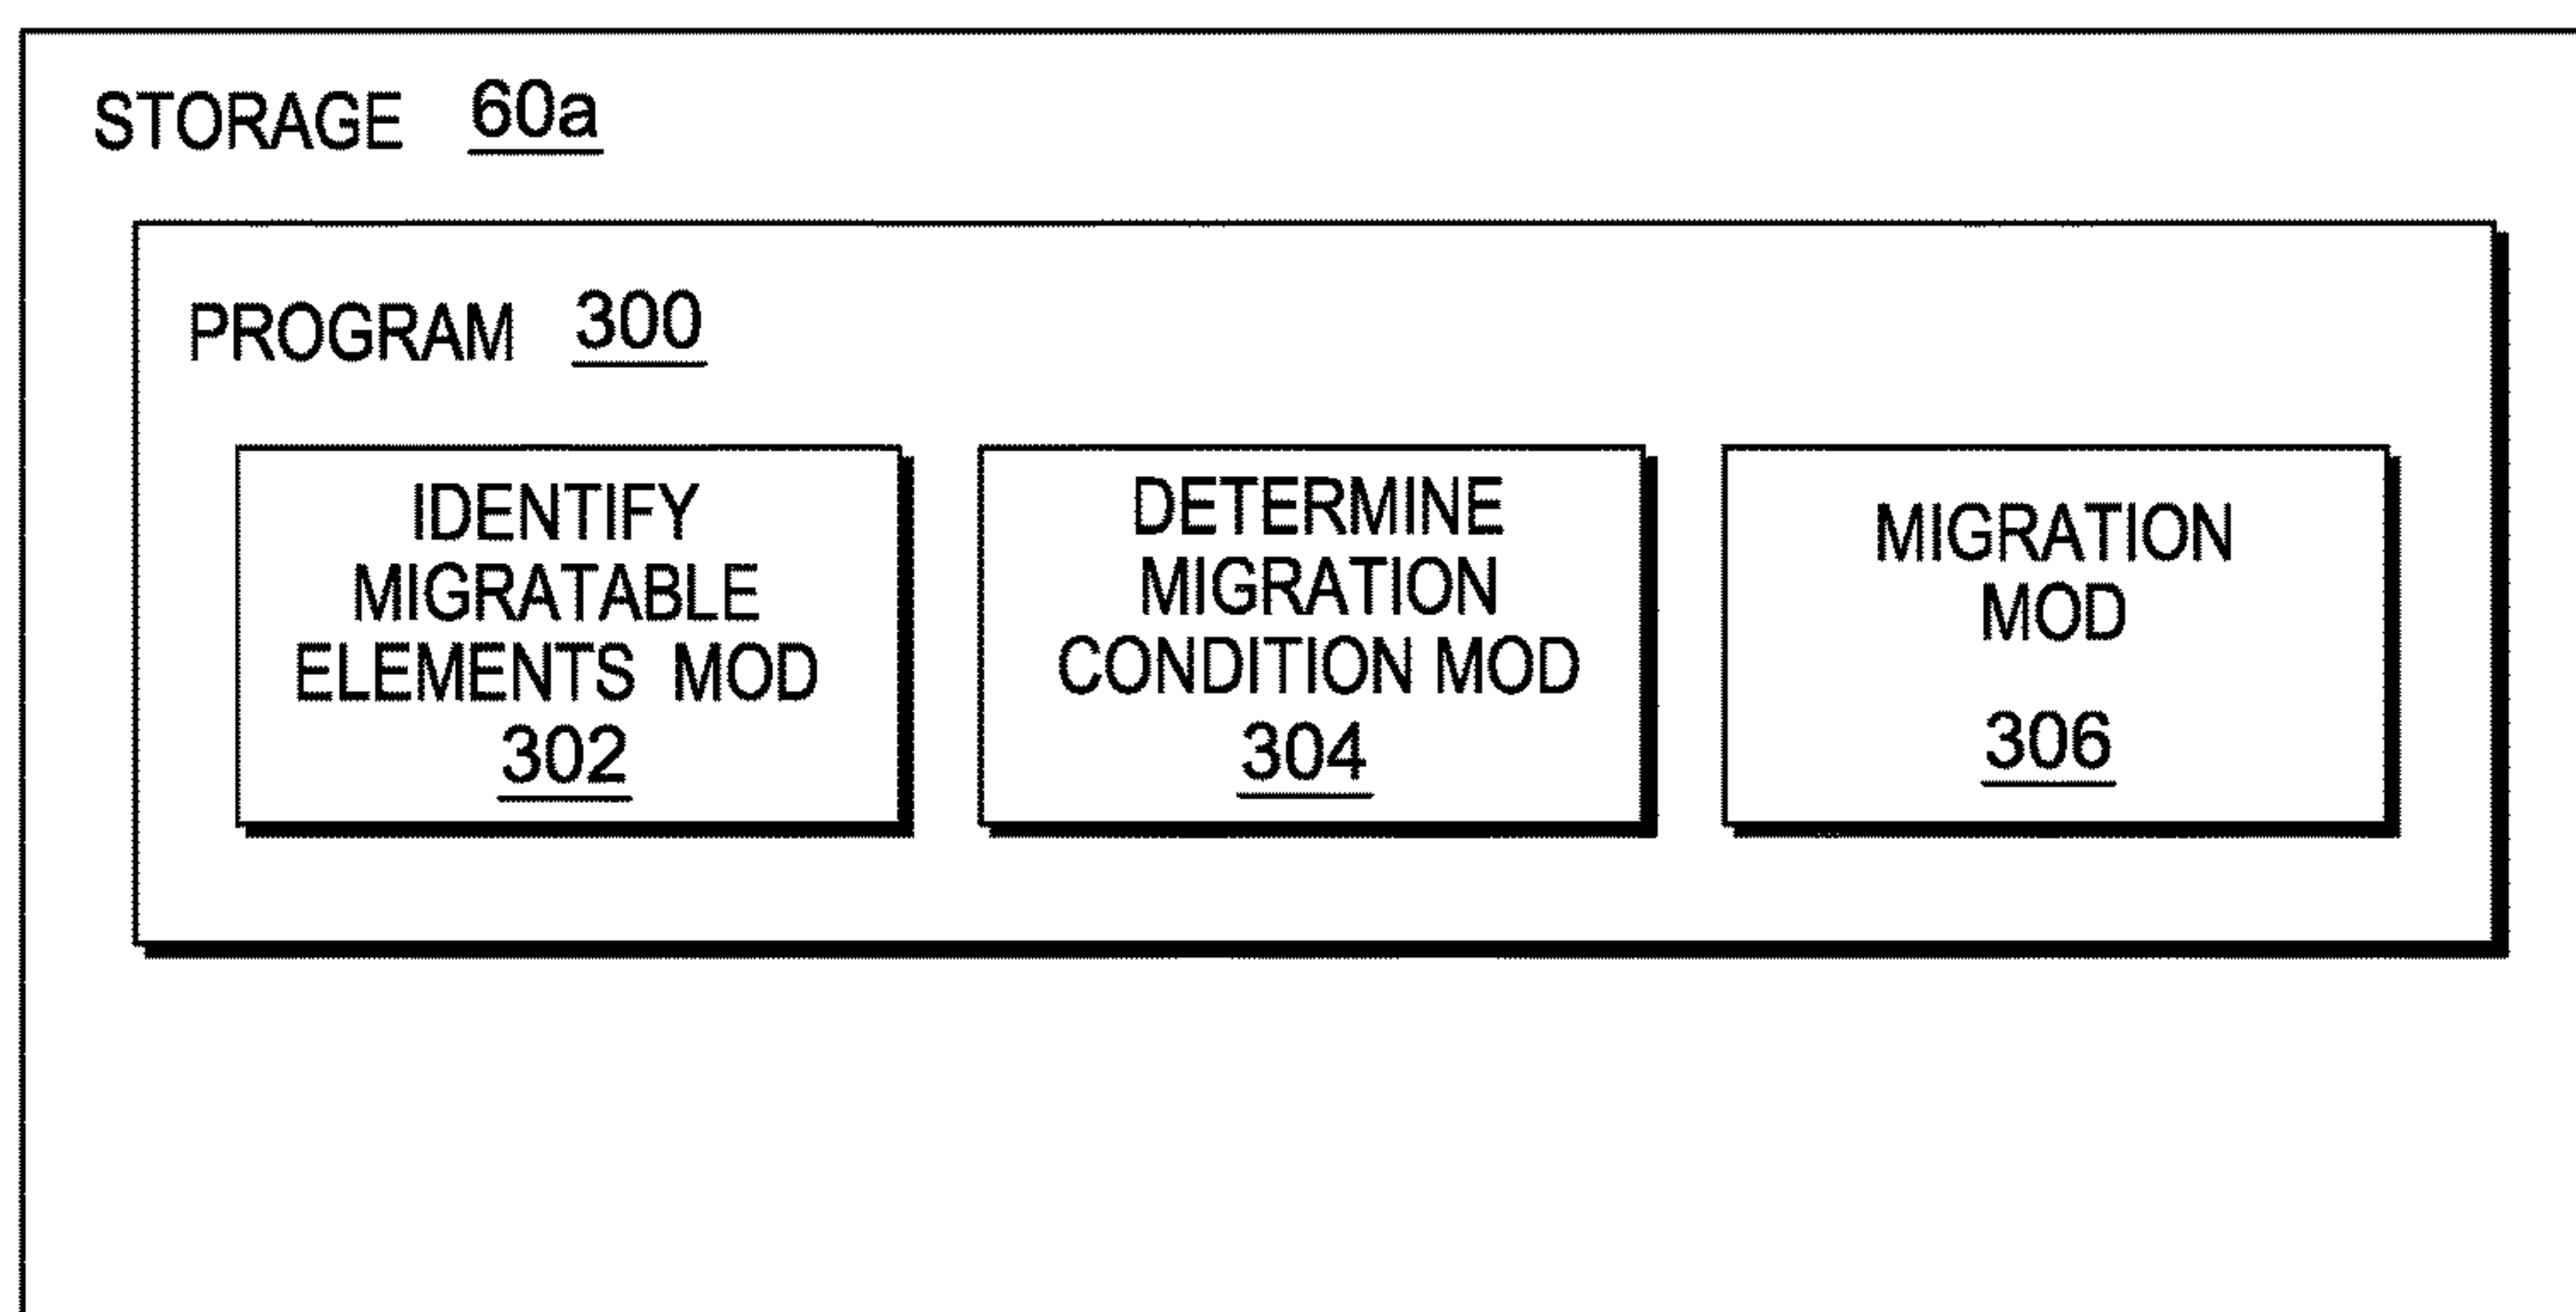 STORAGE 60a
PROGRAM 300
IDENTIFY
MIGRATABLE
ELEMENTS MOD
302
DETERMINE
MIGRATION
CONDITION MOD
304
MIGRATION
MOD
306